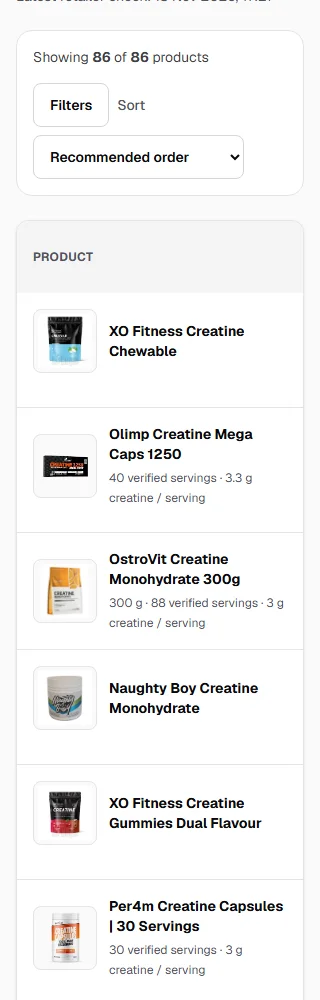 Showing 86 of 86 products
Filters
Sort
Recommended order
PRODUCT
XO Fitness Creatine
Chewable
Olimp Creatine Mega
Caps 1250
40 verified servings · 3.3 g
creatine / serving
OstroVit Creatine
Monohydrate 300g
300 g · 88 verified servings · 3 g
creatine / serving
Naughty Boy Creatine
Monohydrate
XO Fitness Creatine
Gummies Dual Flavour
Per4m Creatine Capsules
| 30 Servings
30 verified servings · 3 g
creatine / serving